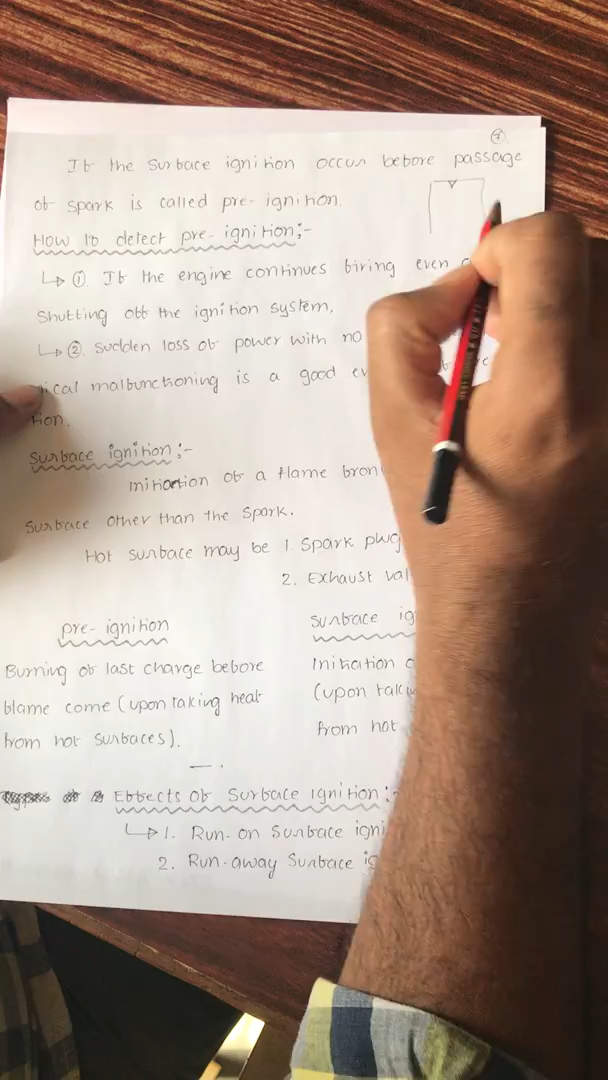 7
If the surface ignition occur before passage
of spark is called pre-ignition.
How to detect pre-ignition:-
↳ ① If the engine continues firing even
Shutting off the ignition system,
↳ ② Sudden loss of power with no
ical malfunctioning is a good
tion.
Surface ignition:-
initiation of a flame from
Surface other than the spark.
Hot surface may be 1. Spark plug
2. Exhaust val
pre-ignition
Burning of last charge before
flame come (upon taking heat
from hot surfaces).
Surface ig
Initiation
(upon taki
from hot
Effects of Surface ignition:-
↳ 1. Run-on Surface igni
2. Run-away Surface ig